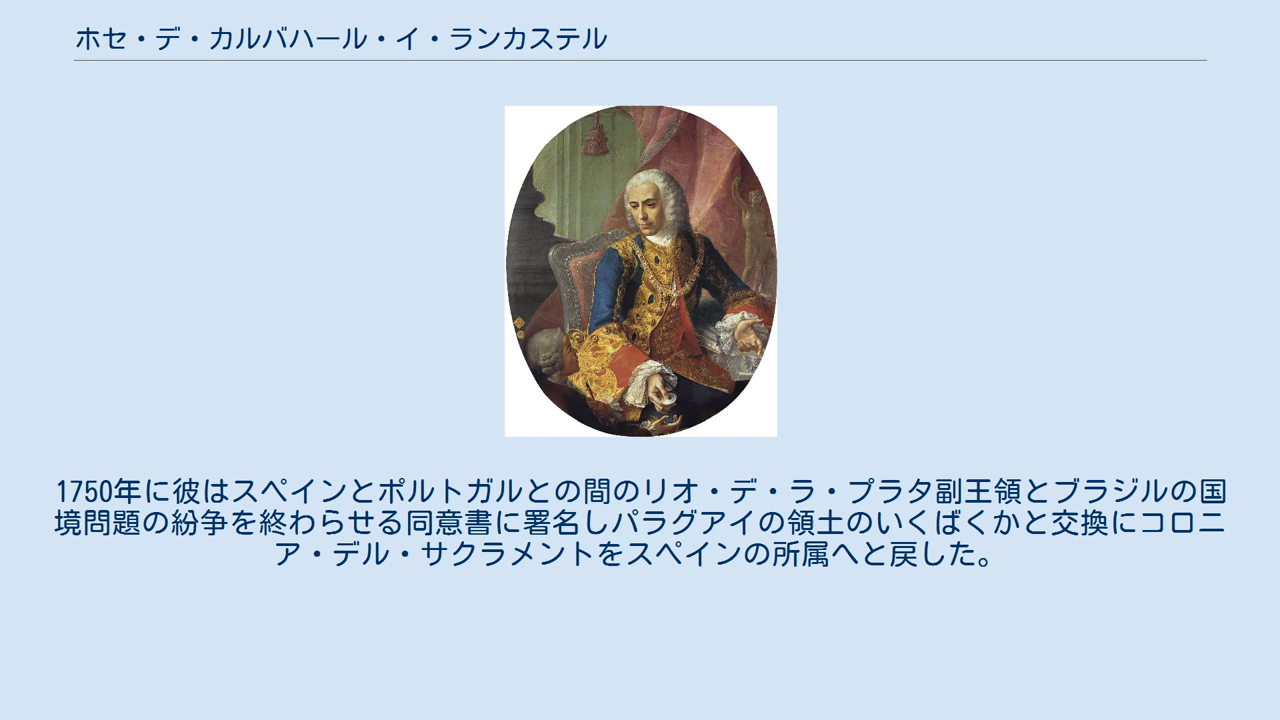 ホセ・デ・カルバハール・イ・ランカステル
1750年に彼はスペインとポルトガルとの間のリオ・デ・ラ・プラタ副王領とブラジルの国
境問題の紛争を終わらせる同意書に署名しパラグアイの領土のいくばくかと交換にコロニ
ア・デル・サクラメントをスペインの所属へと戻した。